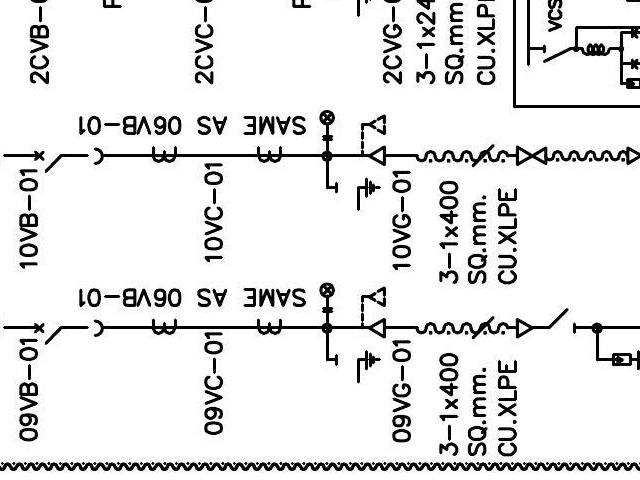 2CVB-
2CVC-
2CVG-
3-1x24
SQ.mm.
CU.XLPE
VCS
SAME AS 06VB-01
10VB-01
10VC-01
10VG-01
3-1x400
SQ.mm.
CU.XLPE
SAME AS 06VB-01
09VB-01
09VC-01
09VG-01
3-1x400
SQ.mm.
CU.XLPE